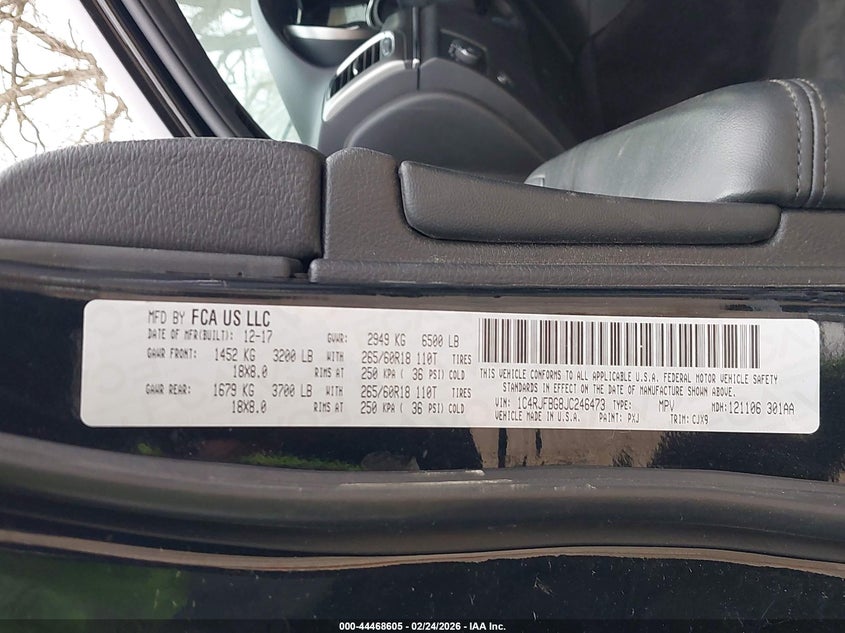 MFD BY FCA US LLC
DATE OF MFR(BUILT): 12-17 GVWR: 2949 KG 6500 LB
GAWR FRONT: 1452 KG 3200 LB WITH 265/60R18 110T TIRES
18X8.0 RIMS AT 250 KPA ( 36 PSI) COLD
GAWR REAR: 1679 KG 3700 LB WITH 265/60R18 110T TIRES
18X8.0 RIMS AT 250 KPA ( 36 PSI) COLD
THIS VEHICLE CONFORMS TO ALL APPLICABLE U.S.A. FEDERAL MOTOR VEHICLE SAFETY
STANDARDS IN EFFECT ON THE DATE OF MANUFACTURE SHOWN ABOVE.
VIN: 1C4RJFBG8JC246473 TYPE: MPV MDH: 121106 301AA
VEHICLE MADE IN U.S.A. PAINT: PXJ TRIM: CJX9
000-44468605 / 02/24/2026 - IAA Inc.